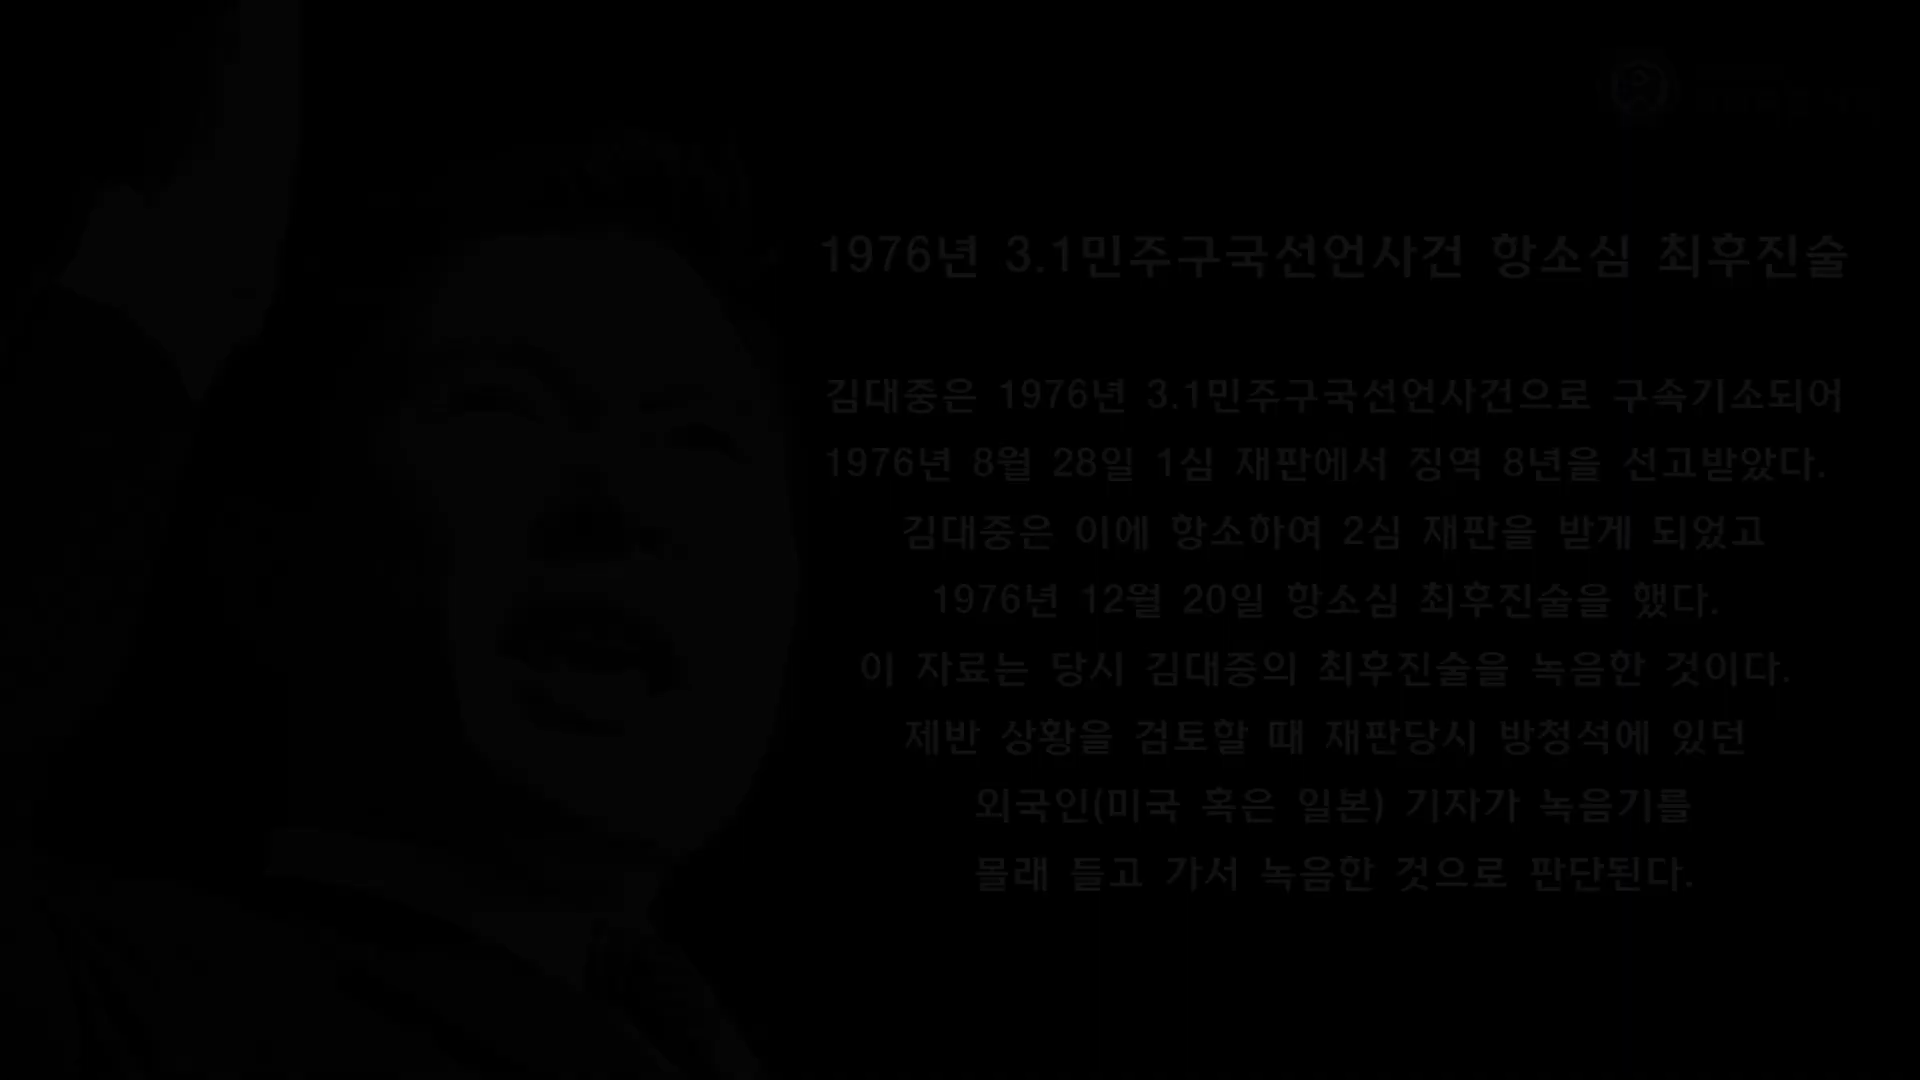 1976년 3.1민주구국선언사건 항소심 최후진술
김대중은 1976년 3.1민주구국선언사건으로 구속기소되어
1976년 8월 28일 1심 재판에서 징역 8년을 선고받았다.
김대중은 이에 항소하여 2심 재판을 받게 되었고
1976년 12월 20일 항소심 최후진술을 했다.
이 자료는 당시 김대중의 최후진술을 녹음한 것이다.
제반 상황을 검토할 때 재판당시 방청석에 있던
외국인(미국 혹은 일본) 기자가 녹음기를
몰래 들고 가서 녹음한 것으로 판단된다.